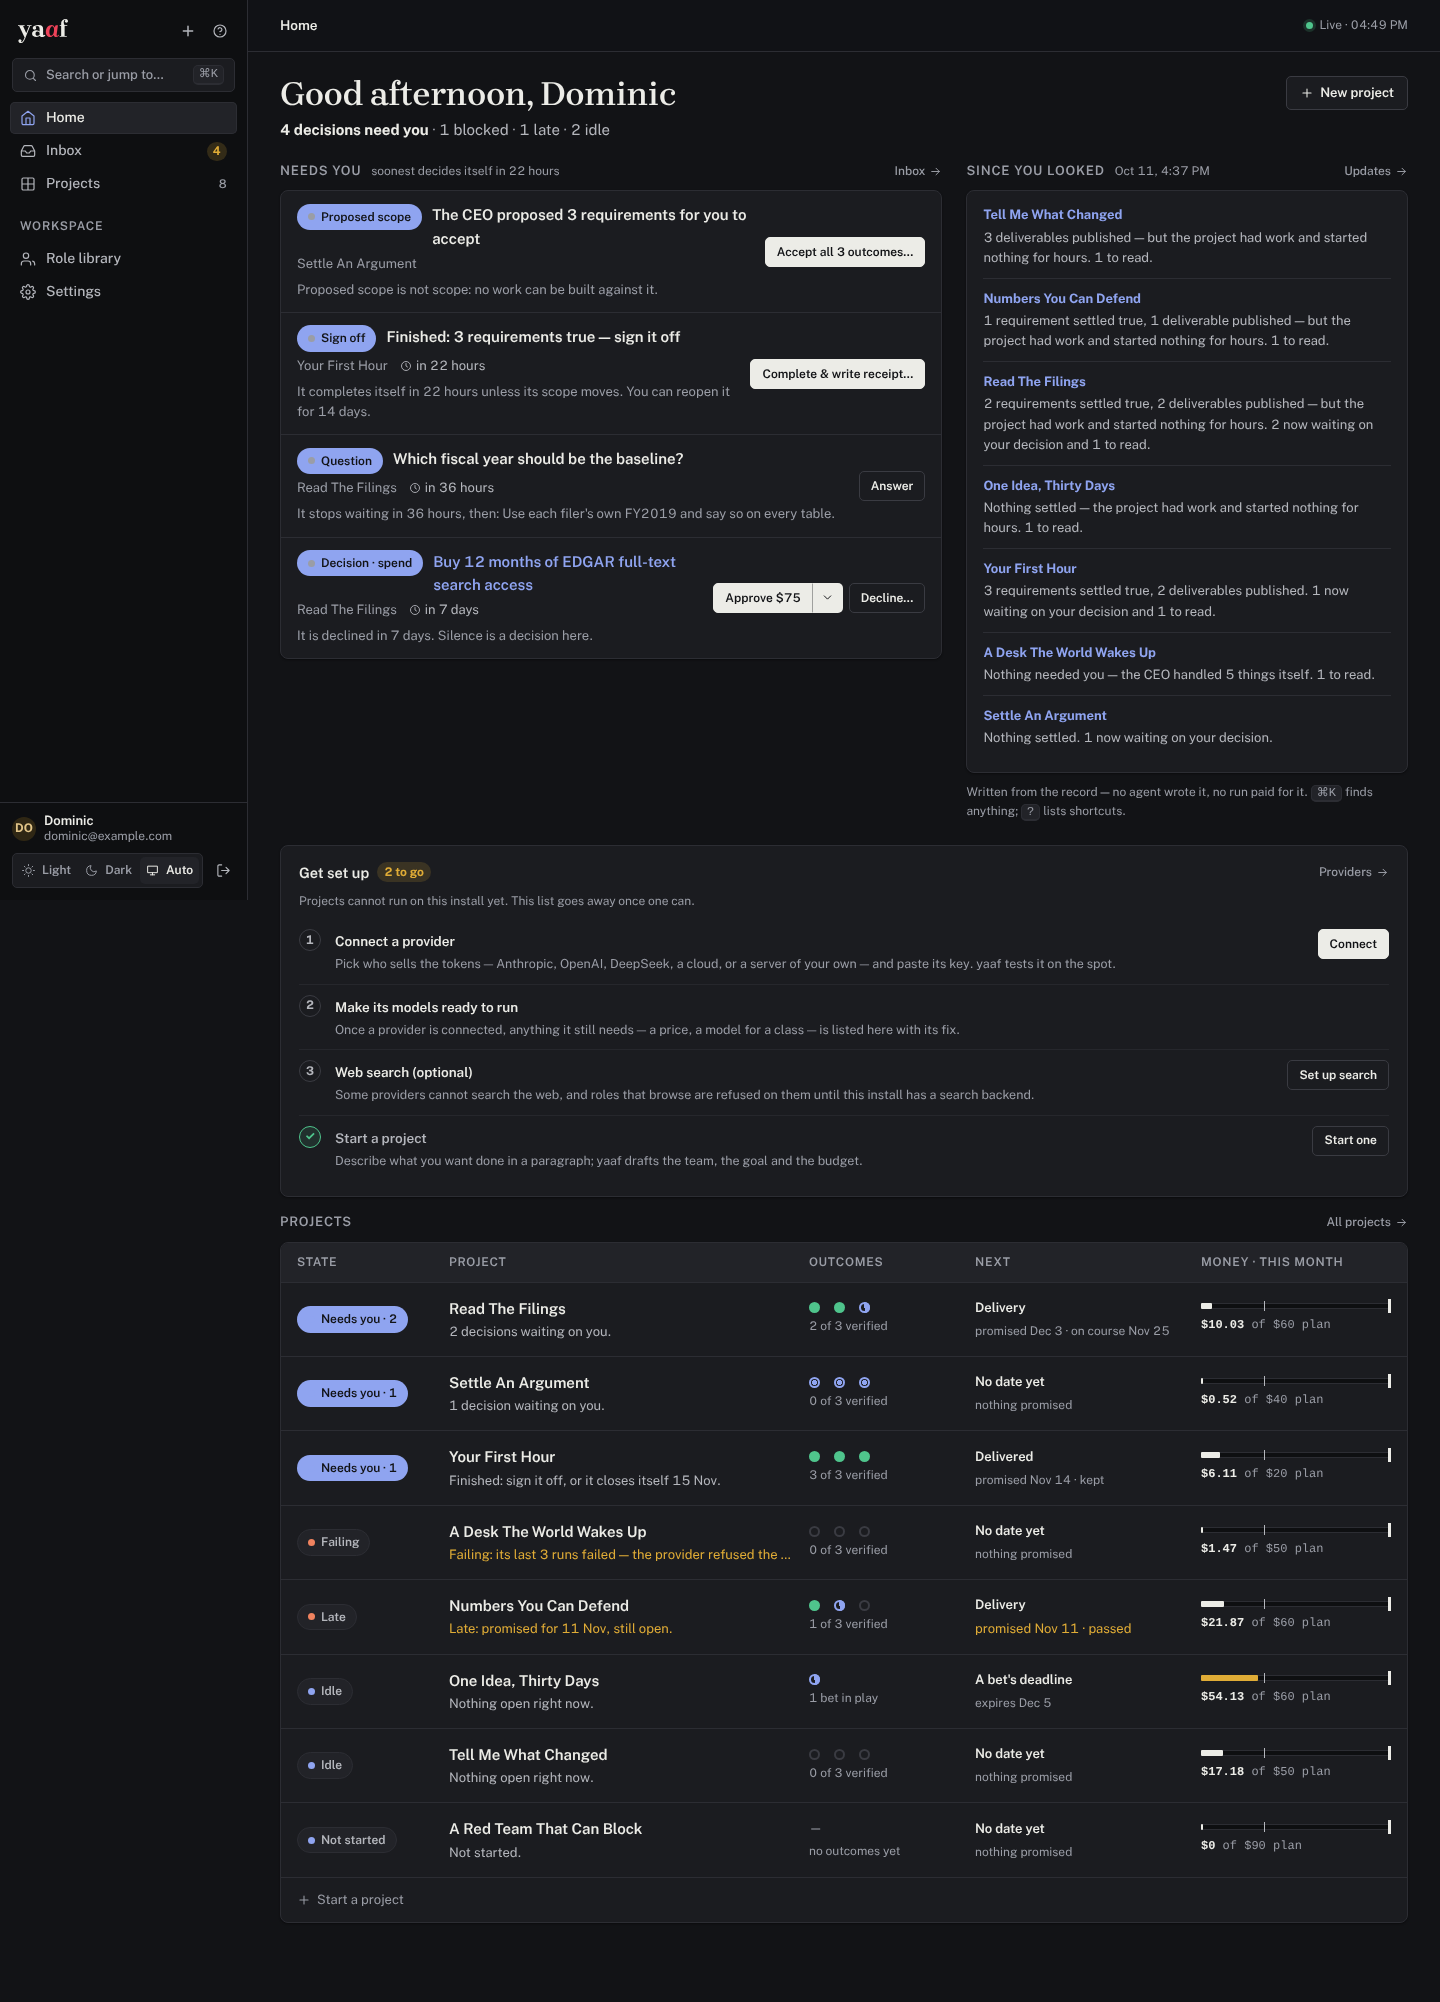 yaaf
Search or jump to...
⌘K
Home
Inbox
4
Projects
8
WORKSPACE
Role library
Settings
Dominic
DO
dominic@example.com
Light
Dark
Auto
Home
Live · 04:49 PM
Good afternoon, Dominic
New project
4 decisions need you · 1 blocked · 1 late · 2 idle
NEEDS YOU soonest decides itself in 22 hours
Inbox →
Proposed scope
The CEO proposed 3 requirements for you to
accept
Accept all 3 outcomes...
Settle An Argument
Proposed scope is not scope: no work can be built against it.
Sign off
Finished: 3 requirements true — sign it off
Your First Hour
in 22 hours
Complete & write receipt...
It completes itself in 22 hours unless its scope moves. You can reopen it
for 14 days.
Question
Which fiscal year should be the baseline?
Read The Filings
in 36 hours
Answer
It stops waiting in 36 hours, then: Use each filer's own FY2019 and say so on every table.
Decision · spend
Buy 12 months of EDGAR full-text
search access
Approve $75
Decline...
Read The Filings
in 7 days
It is declined in 7 days. Silence is a decision here.
SINCE YOU LOOKED Oct 11, 4:37 PM
Updates →
Tell Me What Changed
3 deliverables published — but the project had work and started
nothing for hours. 1 to read.
Numbers You Can Defend
1 requirement settled true, 1 deliverable published — but the
project had work and started nothing for hours. 1 to read.
Read The Filings
2 requirements settled true, 2 deliverables published — but the
project had work and started nothing for hours. 2 now waiting on
your decision and 1 to read.
One Idea, Thirty Days
Nothing settled — the project had work and started nothing for
hours. 1 to read.
Your First Hour
3 requirements settled true, 2 deliverables published. 1 now
waiting on your decision and 1 to read.
A Desk The World Wakes Up
Nothing needed you — the CEO handled 5 things itself. 1 to read.
Settle An Argument
Nothing settled. 1 now waiting on your decision.
Written from the record — no agent wrote it, no run paid for it. ⌘K finds
anything; ? lists shortcuts.
Get set up
2 to go
Providers →
Projects cannot run on this install yet. This list goes away once one can.
1
Connect a provider
Connect
Pick who sells the tokens — Anthropic, OpenAI, DeepSeek, a cloud, or a server of your own — and paste its key. yaaf tests it on the spot.
2
Make its models ready to run
Once a provider is connected, anything it still needs — a price, a model for a class — is listed here with its fix.
3
Web search (optional)
Set up search
Some providers cannot search the web, and roles that browse are refused on them until this install has a search backend.
Start a project
Start one
Describe what you want done in a paragraph; yaaf drafts the team, the goal and the budget.
PROJECTS
All projects →
STATE PROJECT OUTCOMES NEXT MONEY · THIS MONTH
Needs you · 2
Read The Filings
2 decisions waiting on you.
2 of 3 verified
Delivery
promised Dec 3 · on course Nov 25
$10.03 of $60 plan
Needs you · 1
Settle An Argument
1 decision waiting on you.
0 of 3 verified
No date yet
nothing promised
$0.52 of $40 plan
Needs you · 1
Your First Hour
Finished: sign it off, or it closes itself 15 Nov.
3 of 3 verified
Delivered
promised Nov 14 · kept
$6.11 of $20 plan
Failing
A Desk The World Wakes Up
Failing: its last 3 runs failed — the provider refused the ...
0 of 3 verified
No date yet
nothing promised
$1.47 of $50 plan
Late
Numbers You Can Defend
Late: promised for 11 Nov, still open.
1 of 3 verified
Delivery
promised Nov 11 · passed
$21.87 of $60 plan
Idle
One Idea, Thirty Days
Nothing open right now.
1 bet in play
A bet's deadline
expires Dec 5
$54.13 of $60 plan
Idle
Tell Me What Changed
Nothing open right now.
0 of 3 verified
No date yet
nothing promised
$17.18 of $50 plan
Not started
A Red Team That Can Block
Not started.
—
no outcomes yet
No date yet
nothing promised
$0 of $90 plan
Start a project